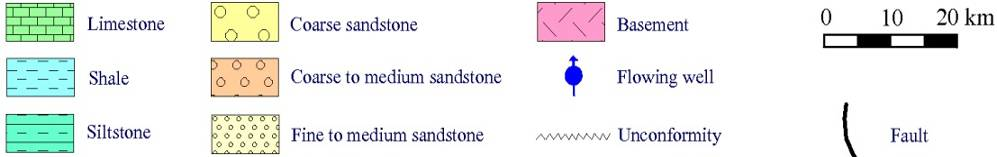 Limestone
Coarse sandstone
Basement
0 10 20 km
Shale
Coarse to medium sandstone
Flowing well
Siltstone
Fine to medium sandstone
Unconformity
Fault